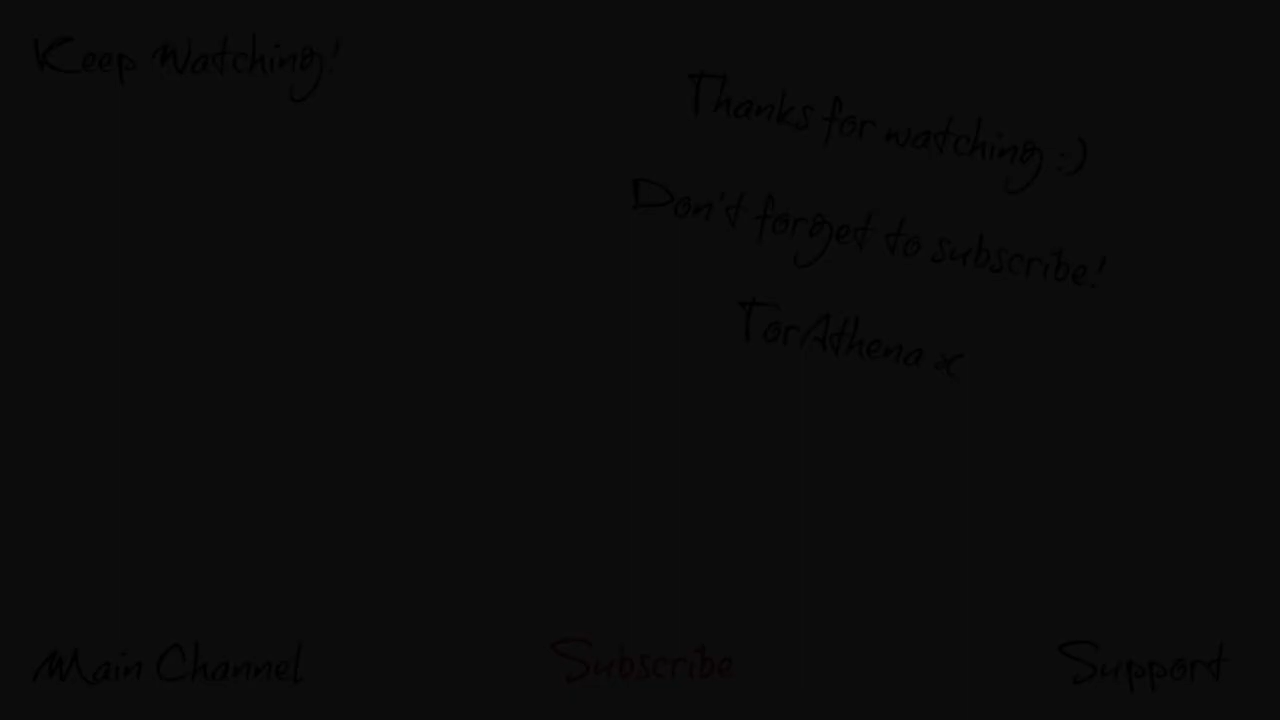 Keep Watching!
Thanks for watching :)
Don't forget to subscribe!
TorAthena x
Main Channel
Subscribe
Support